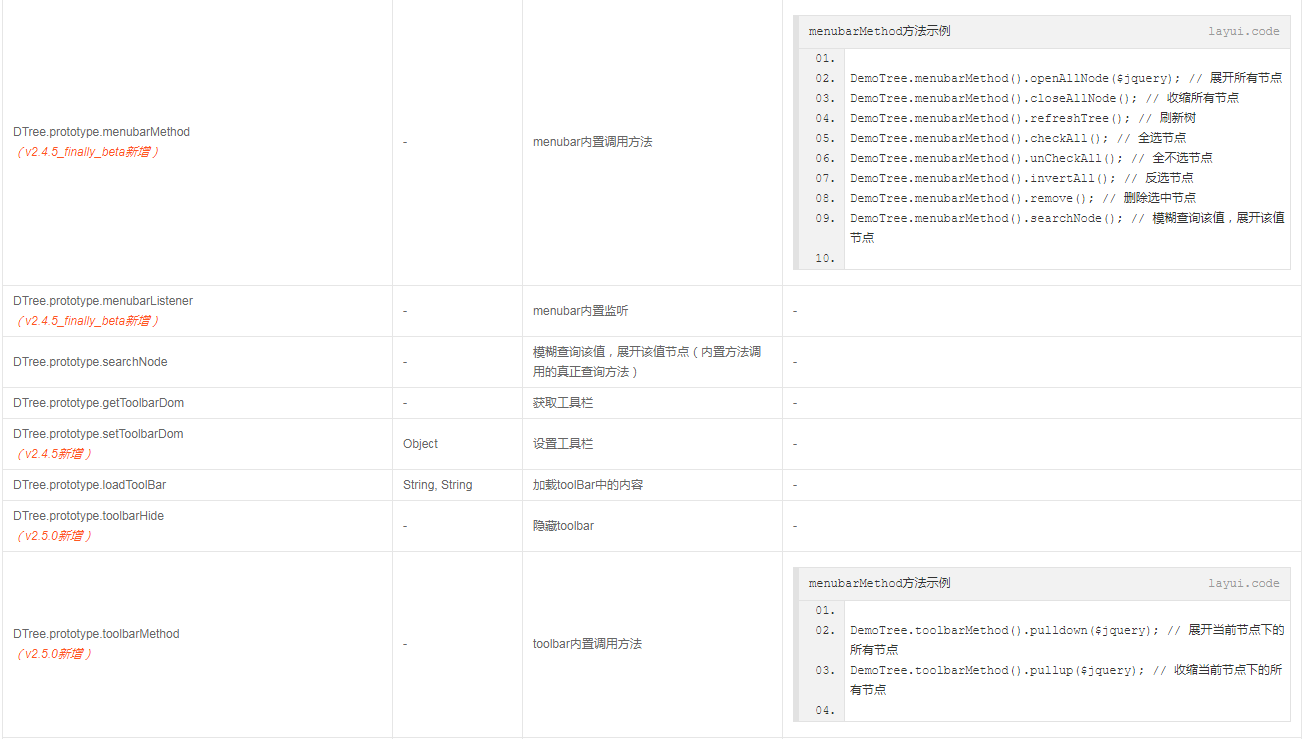 DTree.prototype.menubarMethod
（v2.4.5_finally_beta新增）
-
menubar内置调用方法
menubarMethod方法示例 layui.code
01.
02. DemoTree.menubarMethod().openAllNode($jquery); // 展开所有节点
03. DemoTree.menubarMethod().closeAllNode(); // 收缩所有节点
04. DemoTree.menubarMethod().refreshTree(); // 刷新树
05. DemoTree.menubarMethod().checkAll(); // 全选节点
06. DemoTree.menubarMethod().unCheckAll(); // 全不选节点
07. DemoTree.menubarMethod().invertAll(); // 反选节点
08. DemoTree.menubarMethod().remove(); // 删除选中节点
09. DemoTree.menubarMethod().searchNode(); // 模糊查询该值，展开该值
节点
10.
DTree.prototype.menubarListener
（v2.4.5_finally_beta新增）
-
menubar内置监听
-
DTree.prototype.searchNode
-
模糊查询该值，展开该值节点（内置方法调
用的真正查询方法）
-
DTree.prototype.getToolbarDom
-
获取工具栏
-
DTree.prototype.setToolbarDom
（v2.4.5新增）
Object
设置工具栏
-
DTree.prototype.loadToolBar
String, String
加载toolBar中的内容
-
DTree.prototype.toolbarHide
（v2.5.0新增）
-
隐藏toolbar
-
DTree.prototype.toolbarMethod
（v2.5.0新增）
-
toolbar内置调用方法
menubarMethod方法示例 layui.code
01.
02. DemoTree.toolbarMethod().pulldown($jquery); // 展开当前节点下的
所有节点
03. DemoTree.toolbarMethod().pullup($jquery); // 收缩当前节点下的所
有节点
04.